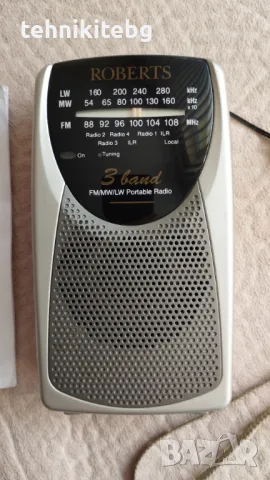 tehnikitebg
ROBERTS
LW 160 200 240 280 kHz
MW 54 65 80 100 130 160 kHz x 10
FM 88 92 96 100 104 108 MHz
Radio 2 Radio 4 Radio 1 ILR
Radio 3 ILR Local
On Tuning
3 band
FM/MW/LW Portable Radio
BAZAR